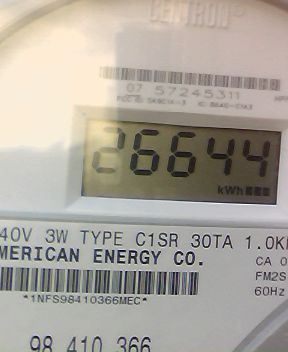 CENTRON®
07 57245311
26644
kWh
40V 3W TYPE C1SR 30TA 1.0K
MERICAN ENERGY CO.
CA 0
FM2S
60Hz
*1NFS98410366MEC*
98 410 366